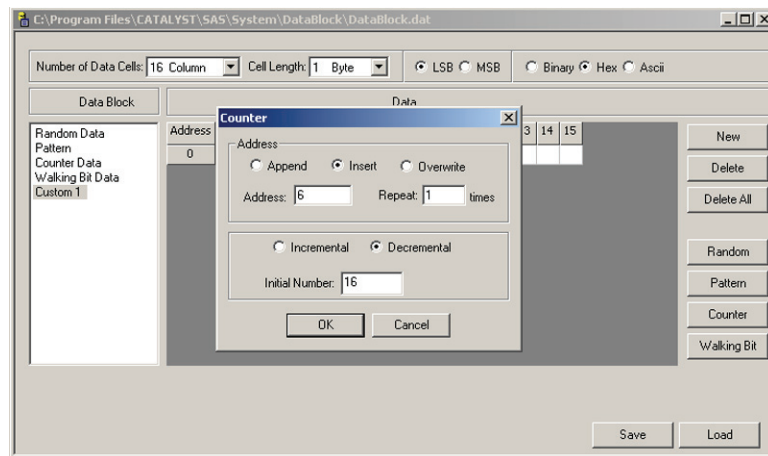 C:\Program Files\CATALYST\SAS\System\DataBlock\DataBlock.dat
Number of Data Cells: 16 Column Cell Length: 1 Byte LSB MSB Binary Hex Ascii
Data Block Data
Random Data
Pattern
Counter Data
Walking Bit Data
Custom 1
Address 3 14 15
0
Counter
Address
Append Insert Overwrite
Address: 6 Repeat: 1 times
Incremental Decremental
Initial Number: 16
OK Cancel
New
Delete
Delete All
Random
Pattern
Counter
Walking Bit
Save Load